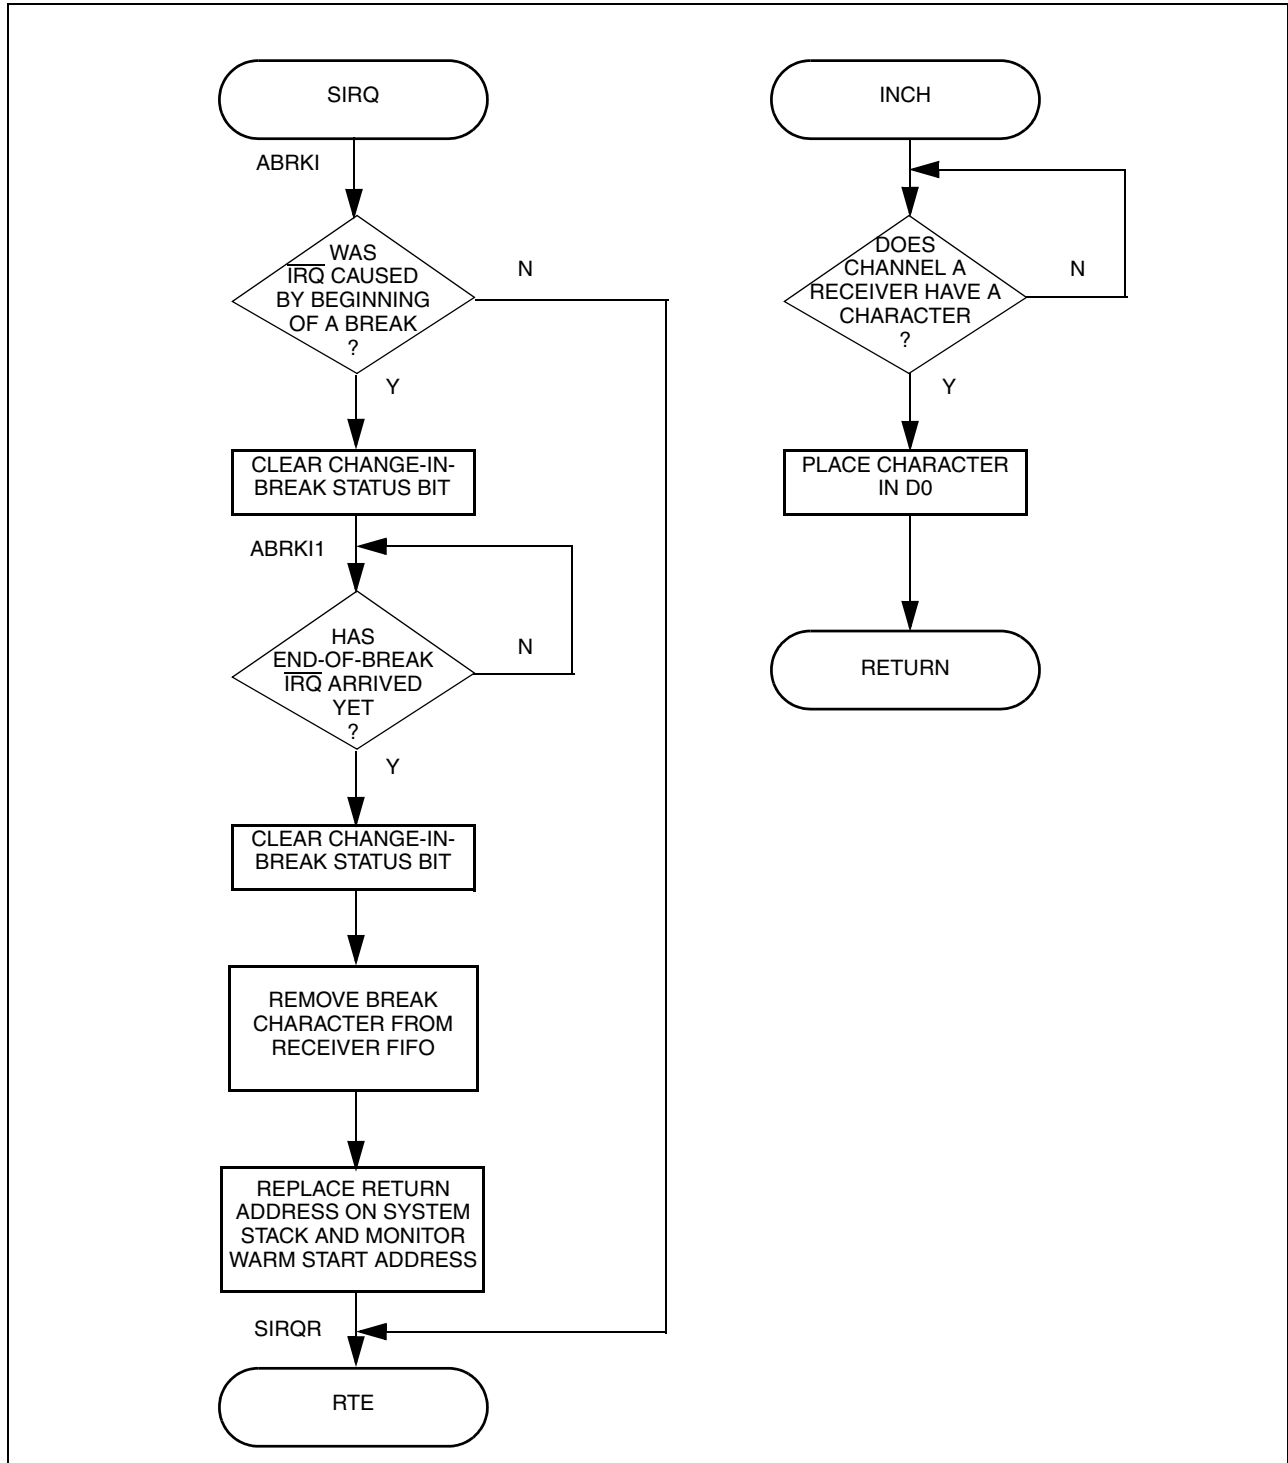 SIRQ
ABRKI
WAS
IRQ CAUSED
BY BEGINNING
OF A BREAK
?
N
Y
CLEAR CHANGE-IN-
BREAK STATUS BIT
ABRKI1
HAS
END-OF-BREAK
IRQ ARRIVED
YET
?
N
Y
CLEAR CHANGE-IN-
BREAK STATUS BIT
REMOVE BREAK
CHARACTER FROM
RECEIVER FIFO
REPLACE RETURN
ADDRESS ON SYSTEM
STACK AND MONITOR
WARM START ADDRESS
SIRQR
RTE
INCH
DOES
CHANNEL A
RECEIVER HAVE A
CHARACTER
?
N
Y
PLACE CHARACTER
IN D0
RETURN